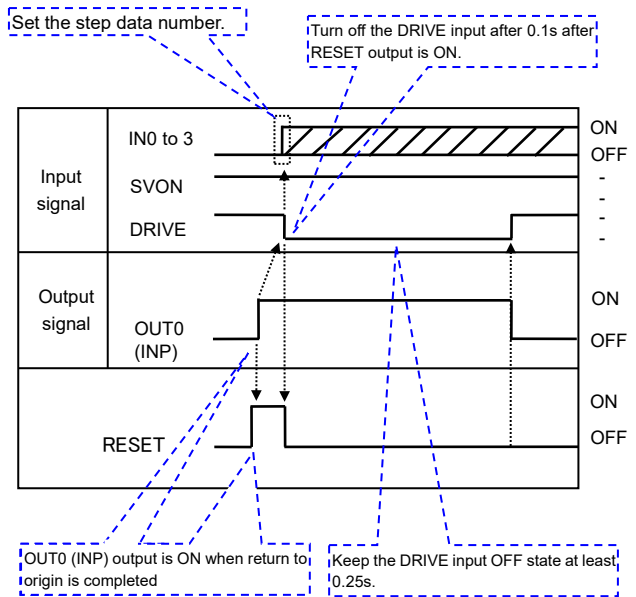 Set the step data number.
Turn off the DRIVE input after 0.1s after
RESET output is ON.
Input
signal
IN0 to 3
ON
OFF
SVON
-
-
DRIVE
-
-
Output
signal
OUT0
(INP)
ON
OFF
RESET
ON
OFF
OUT0 (INP) output is ON when return to
origin is completed
Keep the DRIVE input OFF state at least
0.25s.